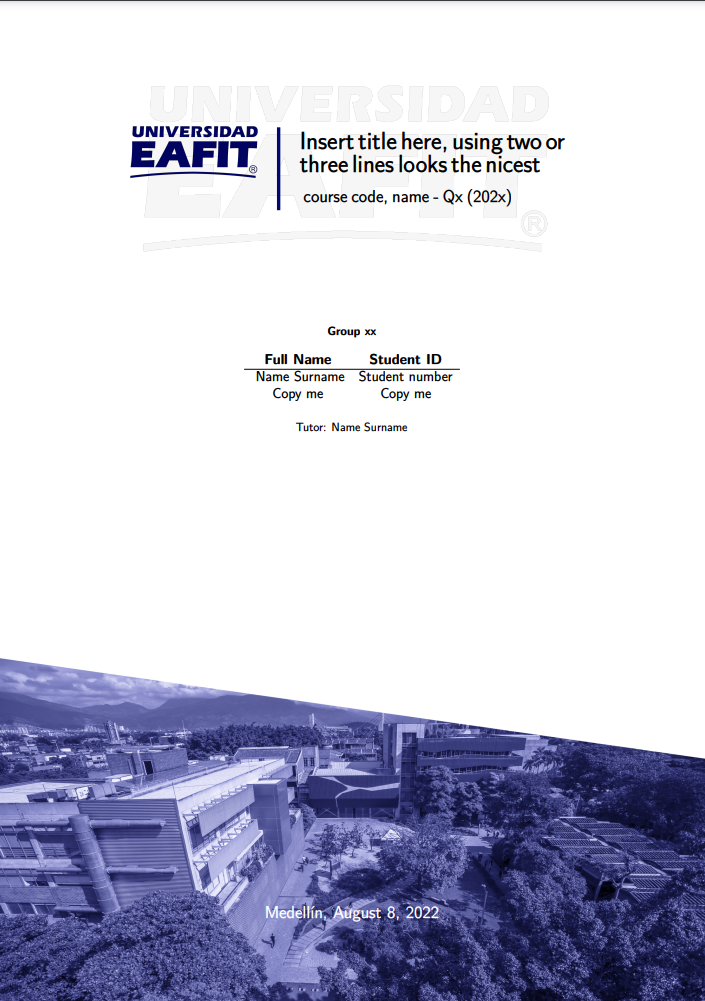 UNIVERSIDAD
EAFIT®
UNIVERSIDAD
EAFIT®
Insert title here, using two or
three lines looks the nicest
course code, name - Qx (202x)
Group xx
Full Name Student ID
Name Surname Student number
Copy me Copy me
Tutor: Name Surname
Medellín, August 8, 2022